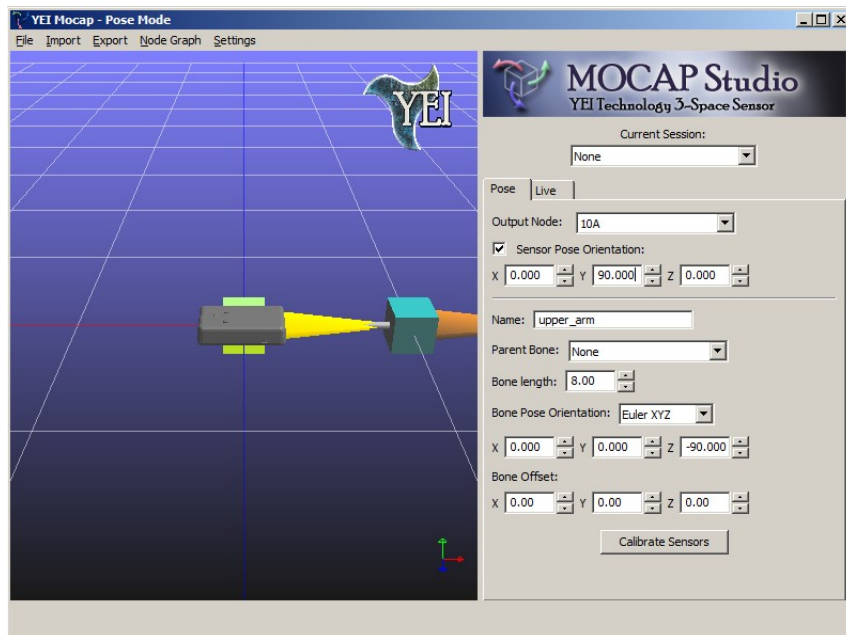 YEI Mocap - Pose Mode
File Import Export Node Graph Settings
YEI
MOCAP Studio
YEI Technology 3-Space Sensor
Current Session:
None
Pose Live
Output Node: 10A
Sensor Pose Orientation:
X 0.000 Y 90.000 Z 0.000
Name: upper_arm
Parent Bone: None
Bone length: 8.00
Bone Pose Orientation: Euler XYZ
X 0.000 Y 0.000 Z -90.000
Bone Offset:
X 0.00 Y 0.00 Z 0.00
Calibrate Sensors